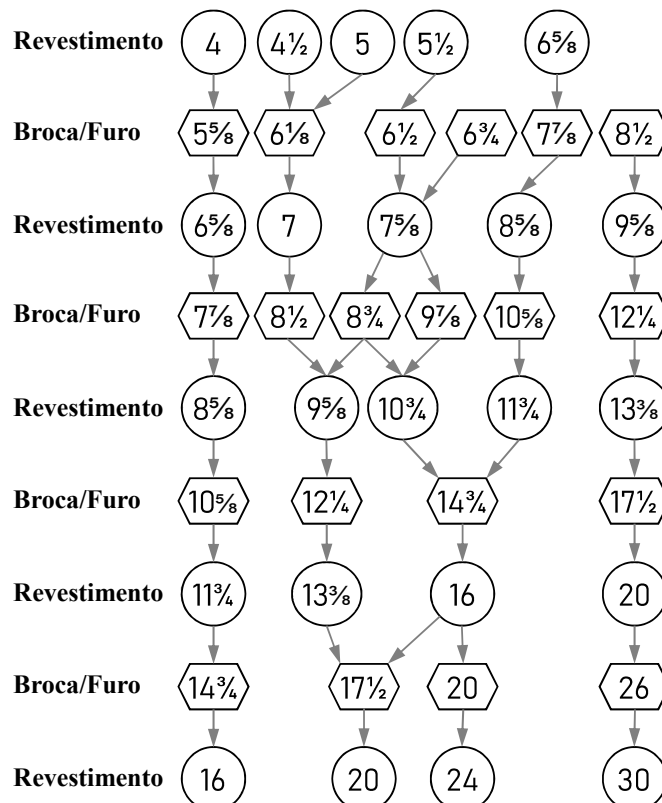 Revestimento 4 4½ 5 5½ 6⅝
Broca/Furo 5⅝ 6⅛ 6½ 6¾ 7⅞ 8½
Revestimento 6⅝ 7 7⅝ 8⅝ 9⅝
Broca/Furo 7⅞ 8½ 8¾ 9⅞ 10⅝ 12¼
Revestimento 8⅝ 9⅝ 10¾ 11¾ 13⅜
Broca/Furo 10⅝ 12¼ 14¾ 17½
Revestimento 11¾ 13⅜ 16 20
Broca/Furo 14¾ 17½ 20 26
Revestimento 16 20 24 30